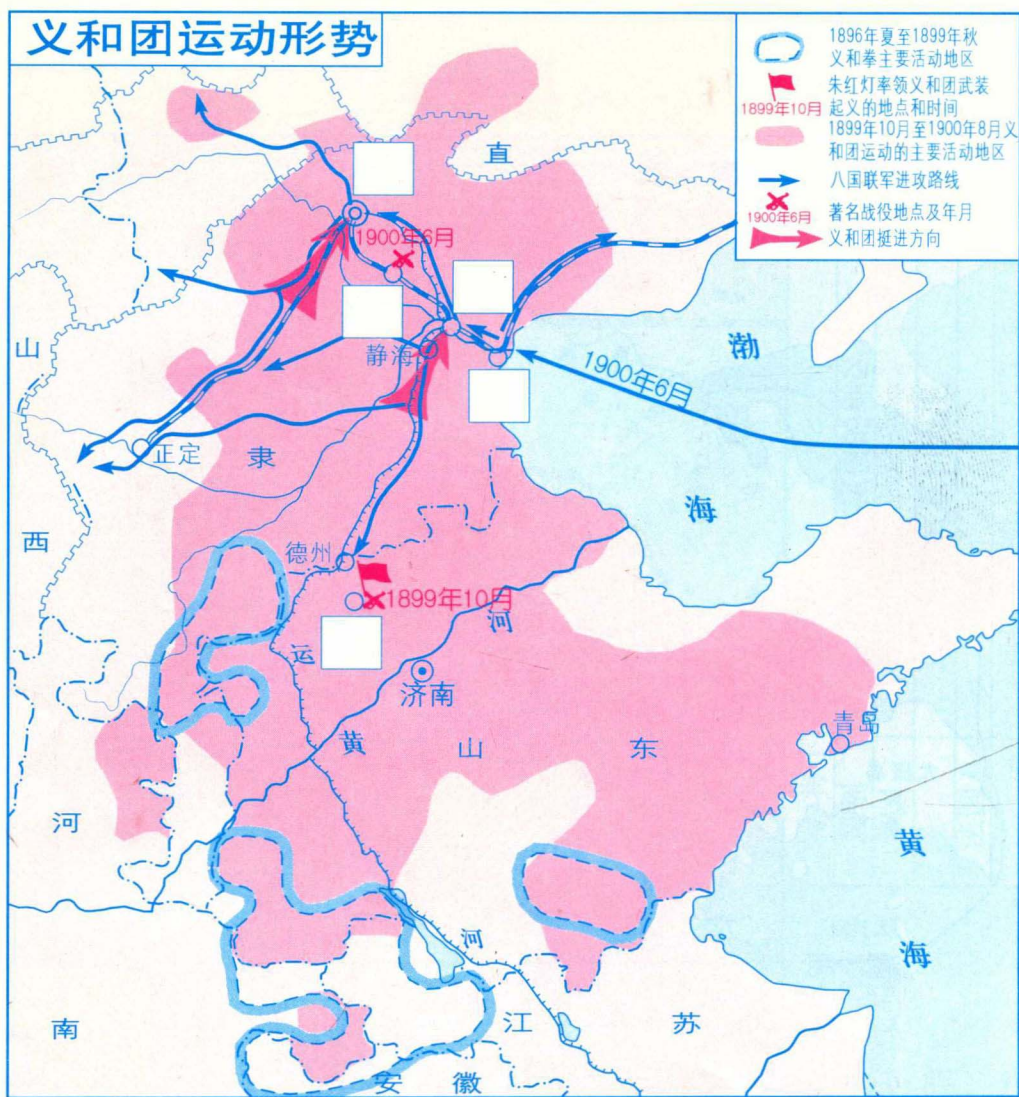 义和团运动形势
1896年夏至1899年秋
义和拳主要活动地区
朱红灯率领义和团武装
1899年10月 起义的地点和时间
1899年10月至1900年8月义
和团运动的主要活动地区
八国联军进攻路线
1900年6月 著名战役地点及年月
义和团挺进方向
直
1900年6月
山
静海
渤
1900年6月
正定
隶
海
西
德州
1899年10月
河
运
济南
黄
山
东
青岛
河
黄
河
海
南
江
苏
安
徽